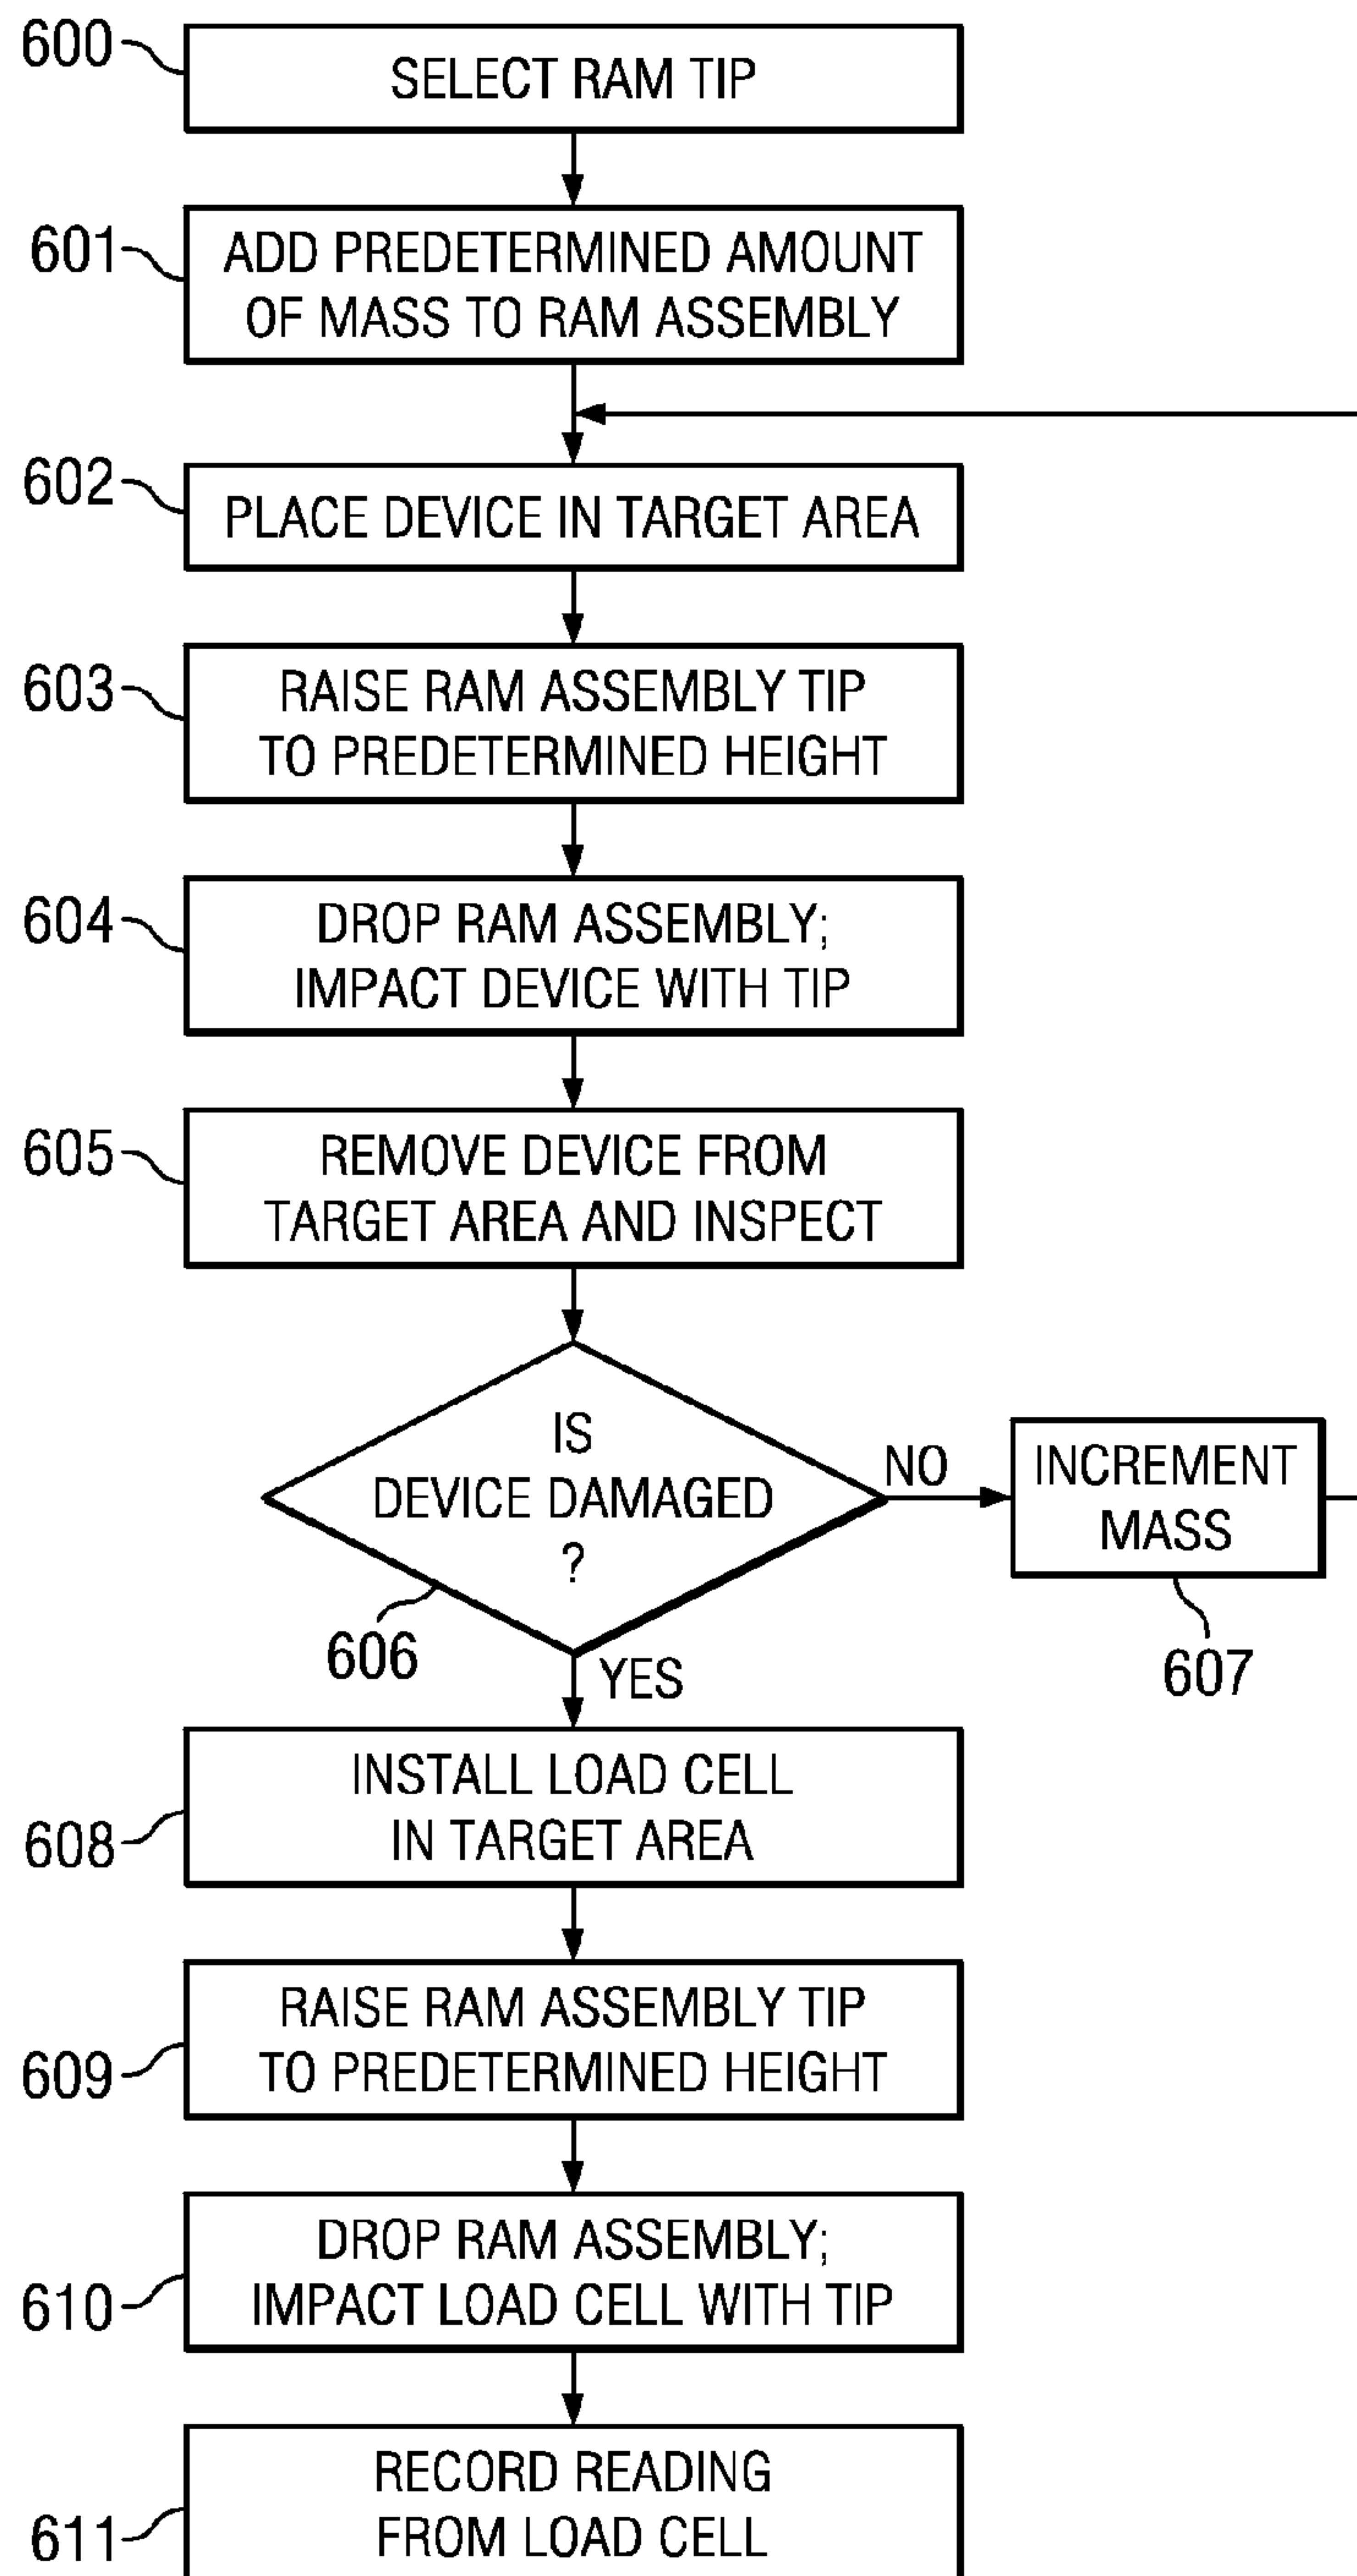 600
SELECT RAM TIP
601
ADD PREDETERMINED AMOUNT
OF MASS TO RAM ASSEMBLY
602
PLACE DEVICE IN TARGET AREA
603
RAISE RAM ASSEMBLY TIP
TO PREDETERMINED HEIGHT
604
DROP RAM ASSEMBLY;
IMPACT DEVICE WITH TIP
605
REMOVE DEVICE FROM
TARGET AREA AND INSPECT
IS
DEVICE DAMAGED
?
606
NO
INCREMENT
MASS
607
YES
608
INSTALL LOAD CELL
IN TARGET AREA
609
RAISE RAM ASSEMBLY TIP
TO PREDETERMINED HEIGHT
610
DROP RAM ASSEMBLY;
IMPACT LOAD CELL WITH TIP
611
RECORD READING
FROM LOAD CELL